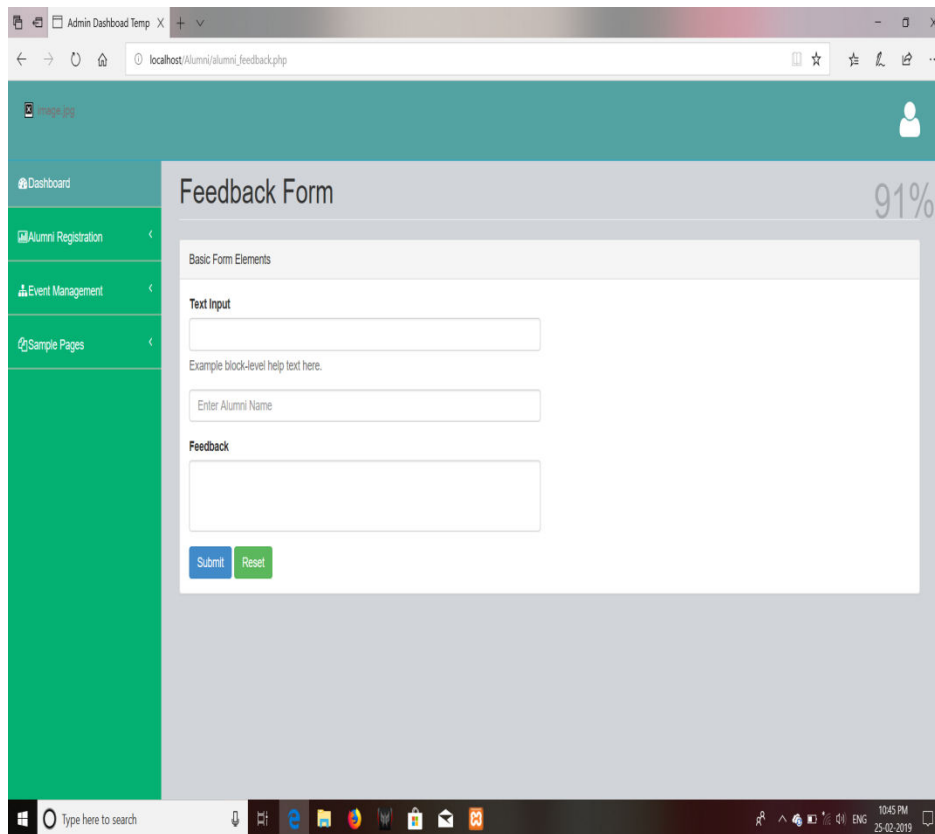 Admin Dashboad Temp
localhost/Alumni/alumni_feedback.php
image.jpg
Dashboard
Feedback Form
91%
Alumni Registration
Basic Form Elements
Event Management
Text Input
Sample Pages
Example block-level help text here.
Enter Alumni Name
Feedback
Submit Reset
Type here to search
ENG
10:45 PM
25-02-2019